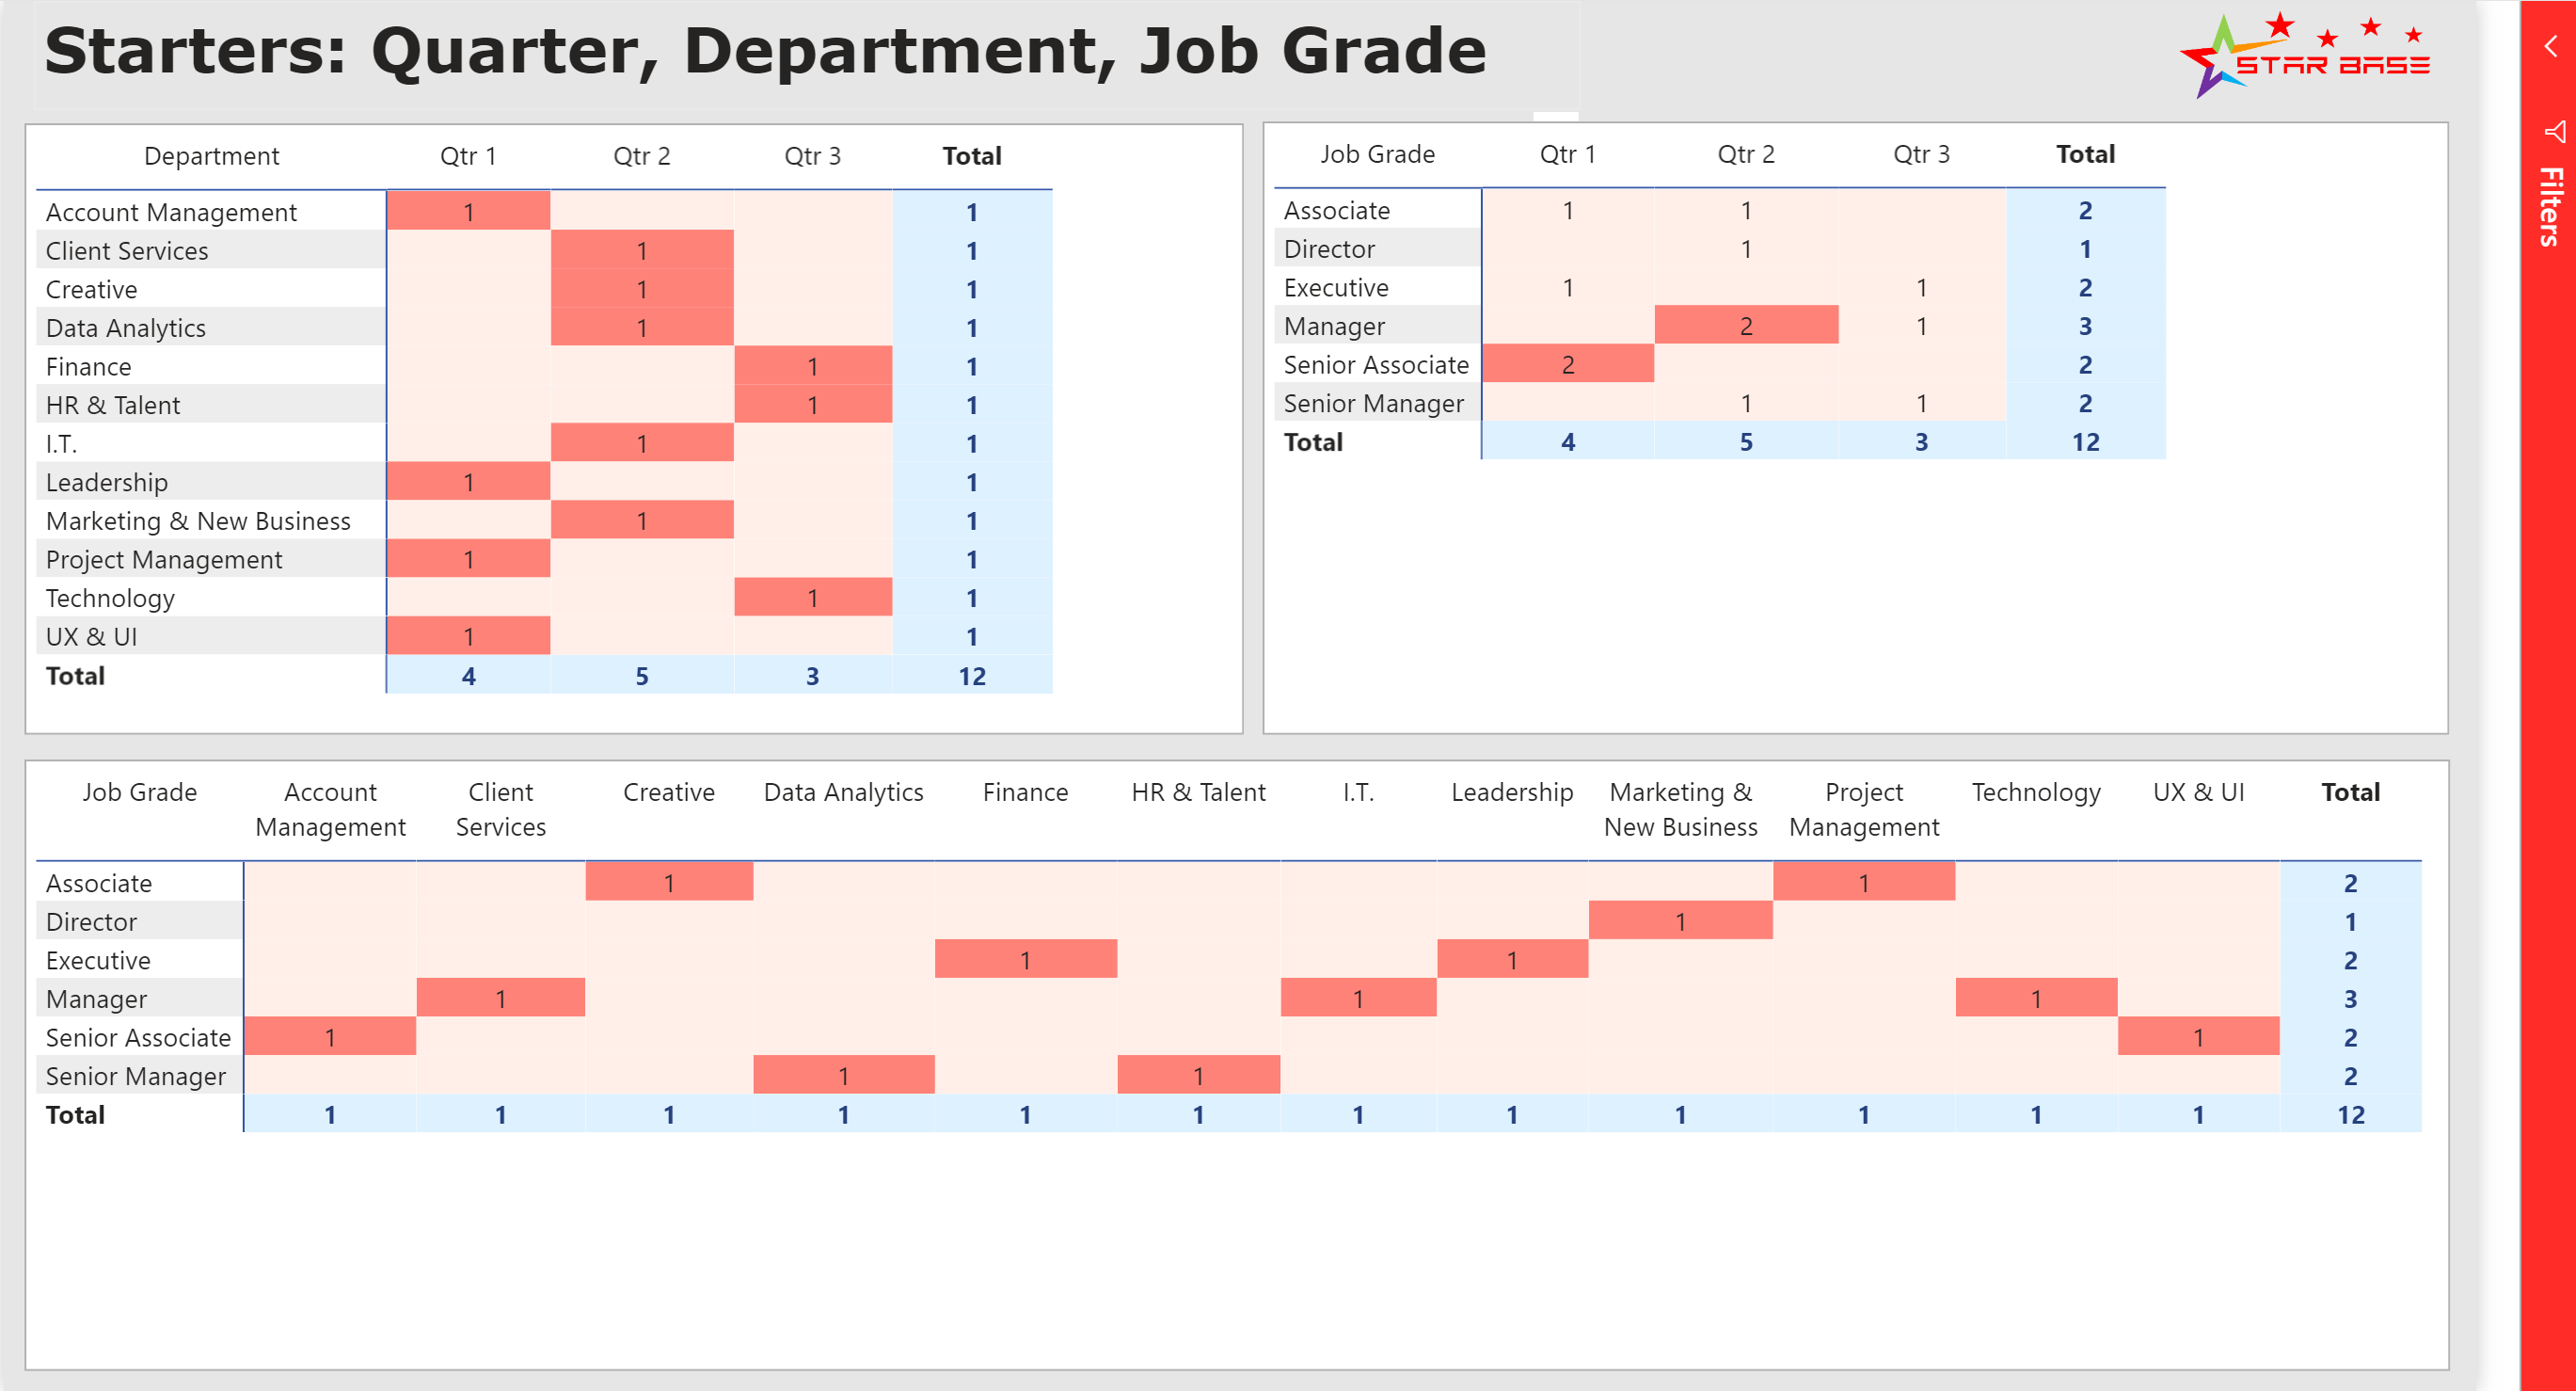 Starters: Quarter, Department, Job Grade
STAR BASE
Filters
Department Qtr 1 Qtr 2 Qtr 3 Total
Account Management 1 1
Client Services 1 1
Creative 1 1
Data Analytics 1 1
Finance 1 1
HR & Talent 1 1
I.T. 1 1
Leadership 1 1
Marketing & New Business 1 1
Project Management 1 1
Technology 1 1
UX & UI 1 1
Total 4 5 3 12
Job Grade Qtr 1 Qtr 2 Qtr 3 Total
Associate 1 1 2
Director 1 1
Executive 1 1 2
Manager 2 1 3
Senior Associate 2 2
Senior Manager 1 1 2
Total 4 5 3 12
Job Grade Account Client Creative Data Analytics Finance HR & Talent I.T. Leadership Marketing & Project Technology UX & UI Total
Management Services New Business Management
Associate 1 1 2
Director 1 1
Executive 1 1 2
Manager 1 1 1 3
Senior Associate 1 1 2
Senior Manager 1 1 2
Total 1 1 1 1 1 1 1 1 1 1 1 1 12